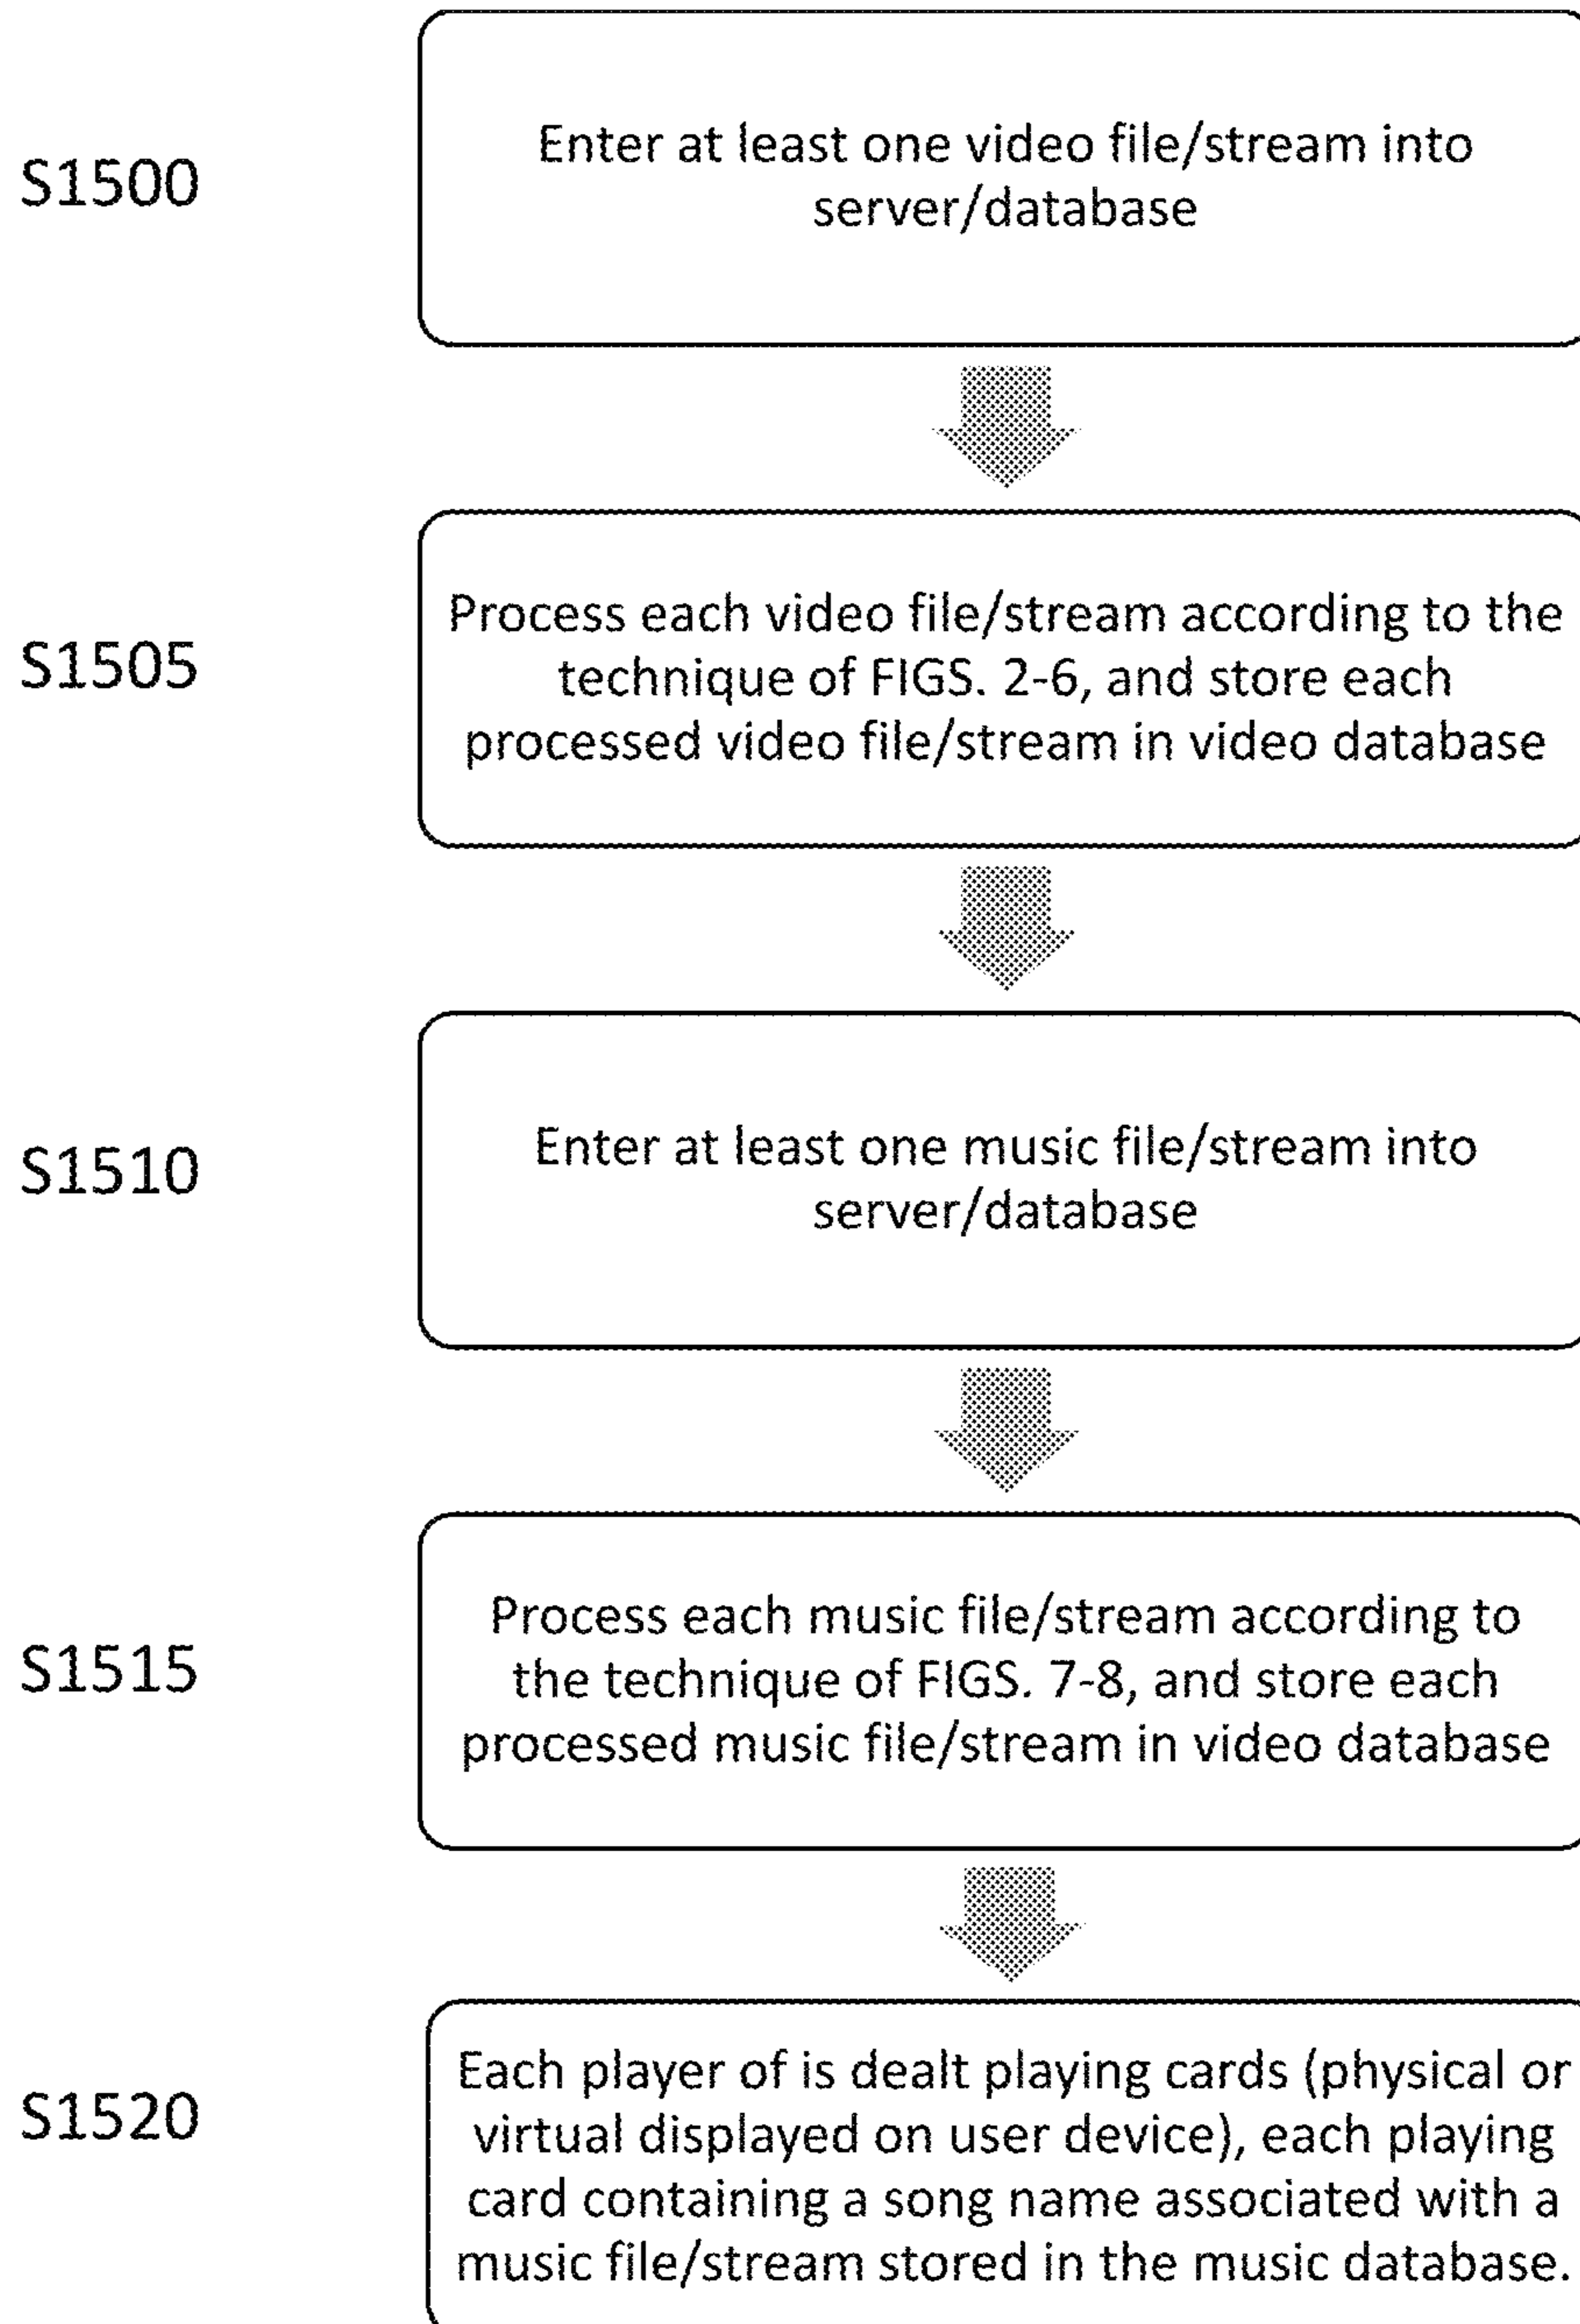 S1500
Enter at least one video file/stream into
server/database
S1505
Process each video file/stream according to the
technique of FIGS. 2-6, and store each
processed video file/stream in video database
S1510
Enter at least one music file/stream into
server/database
S1515
Process each music file/stream according to
the technique of FIGS. 7-8, and store each
processed music file/stream in video database
S1520
Each player of is dealt playing cards (physical or
virtual displayed on user device), each playing
card containing a song name associated with a
music file/stream stored in the music database.